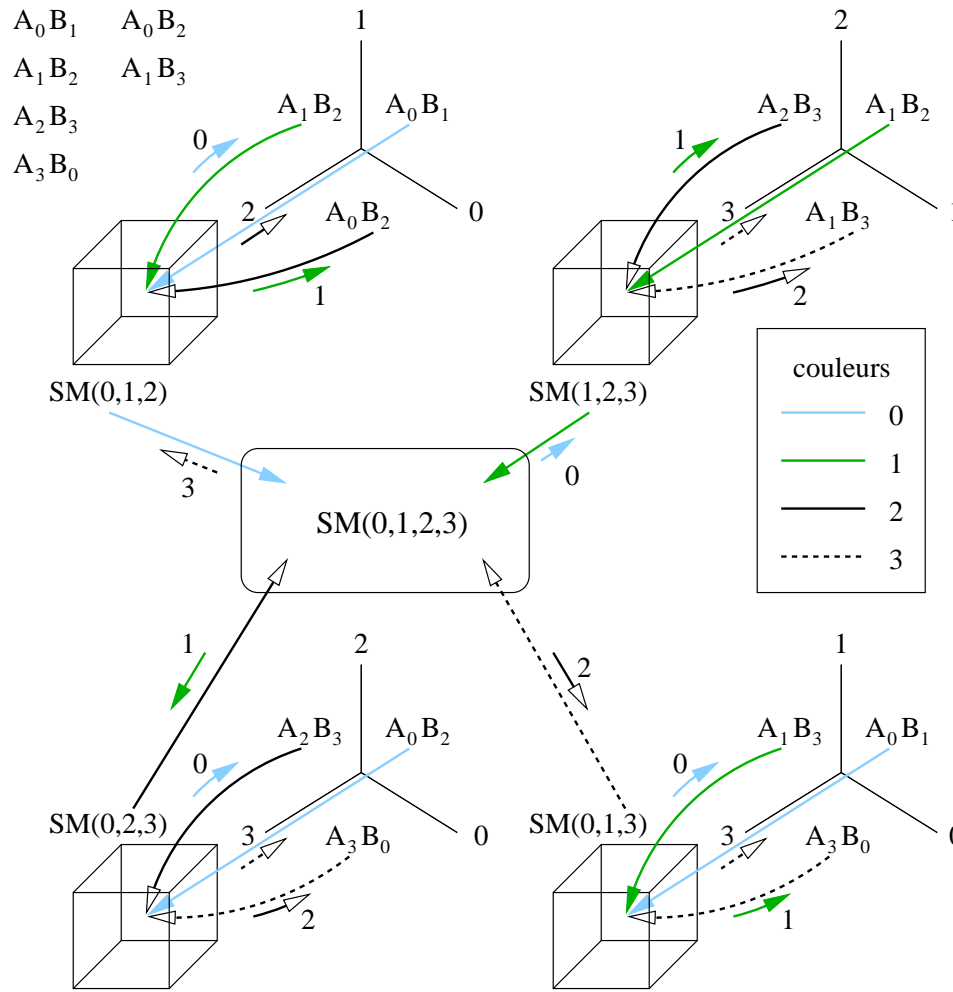 A₀B₁ A₀B₂
A₁B₂ A₁B₃
A₂B₃
A₃B₀
1
A₁B₂ A₀B₁
0
2 A₀B₂ 0
1
SM(0,1,2)
2
A₂B₃ A₁B₂
1
3 A₁B₃ 1
2
SM(1,2,3)
couleurs
0
1
2
3
3
0
SM(0,1,2,3)
1
2
2
A₂B₃ A₀B₂
0
3 A₃B₀ 0
2
SM(0,2,3)
1
A₁B₃ A₀B₁
0
3 A₃B₀ 0
1
SM(0,1,3)